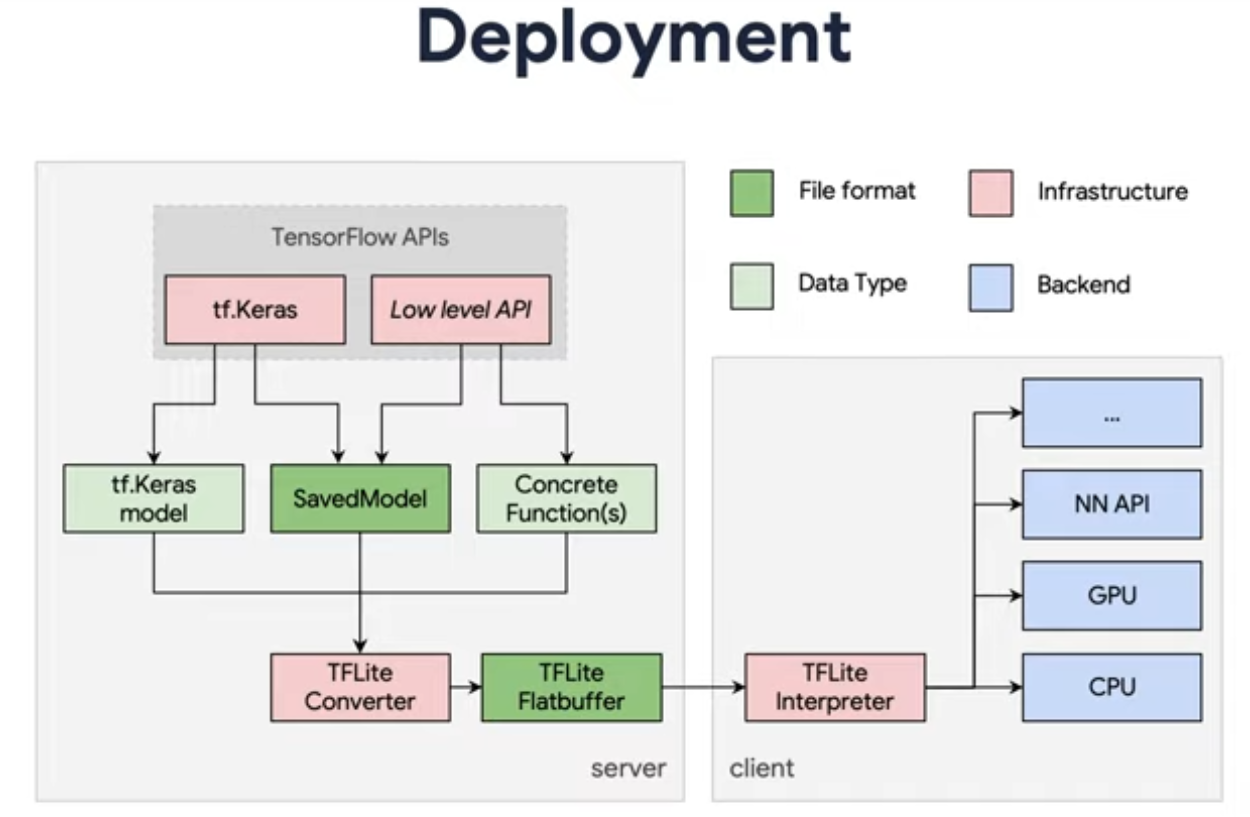 Deployment
File format
Infrastructure
Data Type
Backend
TensorFlow APIs
tf.Keras
Low level API
tf.Keras
model
SavedModel
Concrete
Function(s)
TFLite
Converter
TFLite
Flatbuffer
server
TFLite
Interpreter
...
NN API
GPU
CPU
client